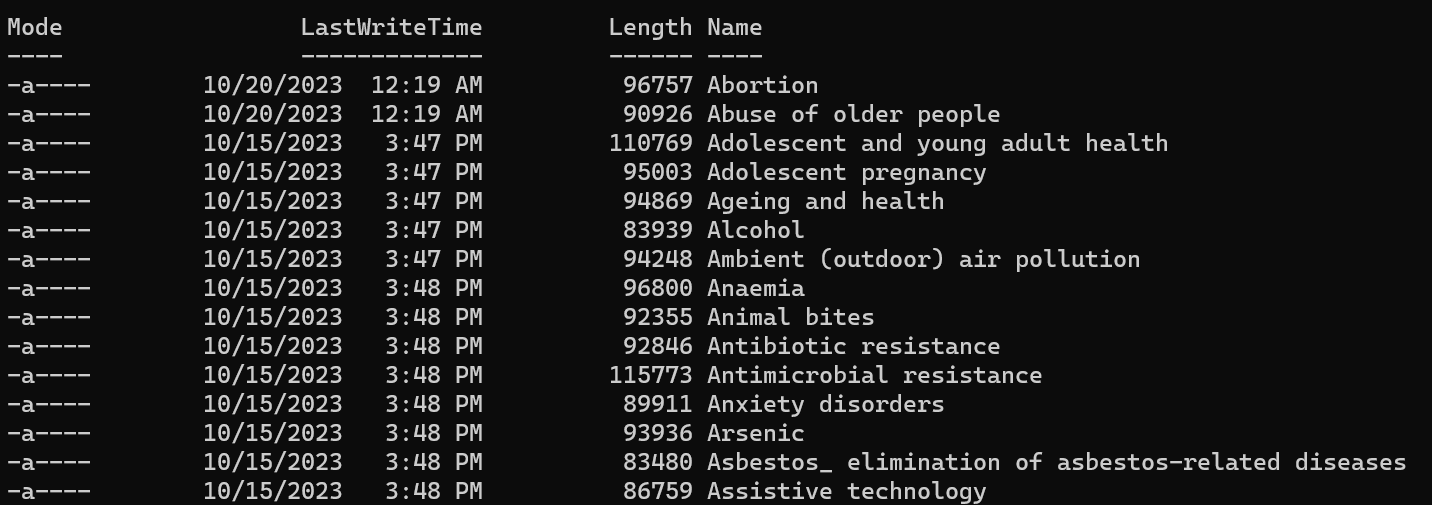 Mode                 LastWriteTime         Length Name
----                 -------------         ------ ----
-a----        10/20/2023  12:19 AM          96757 Abortion
-a----        10/20/2023  12:19 AM          90926 Abuse of older people
-a----        10/15/2023   3:47 PM         110769 Adolescent and young adult health
-a----        10/15/2023   3:47 PM          95003 Adolescent pregnancy
-a----        10/15/2023   3:47 PM          94869 Ageing and health
-a----        10/15/2023   3:47 PM          83939 Alcohol
-a----        10/15/2023   3:47 PM          94248 Ambient (outdoor) air pollution
-a----        10/15/2023   3:48 PM          96800 Anaemia
-a----        10/15/2023   3:48 PM          92355 Animal bites
-a----        10/15/2023   3:48 PM          92846 Antibiotic resistance
-a----        10/15/2023   3:48 PM         115773 Antimicrobial resistance
-a----        10/15/2023   3:48 PM          89911 Anxiety disorders
-a----        10/15/2023   3:48 PM          93936 Arsenic
-a----        10/15/2023   3:48 PM          83480 Asbestos_ elimination of asbestos-related diseases
-a----        10/15/2023   3:48 PM          86759 Assistive technology